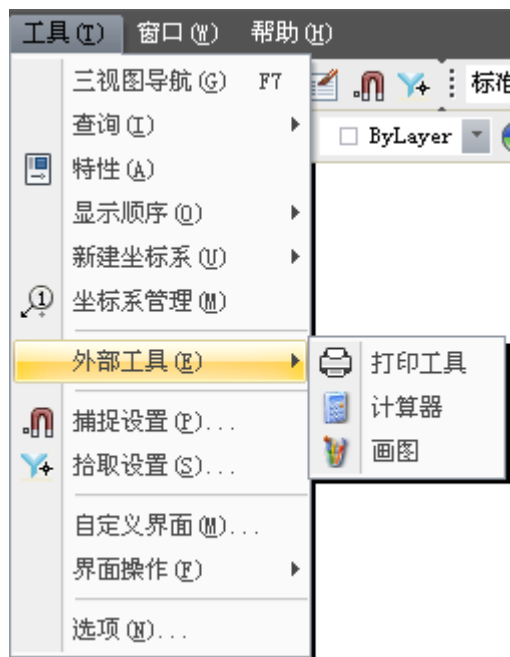 工具(T) 窗口(W) 帮助(H)
三视图导航(G) F7
标准
查询(I)
ByLayer
特性(A)
显示顺序(O)
新建坐标系(U)
坐标系管理(M)
外部工具(E)
打印工具
计算器
画图
捕捉设置(P)...
拾取设置(S)...
自定义界面(M)...
界面操作(F)
选项(N)...